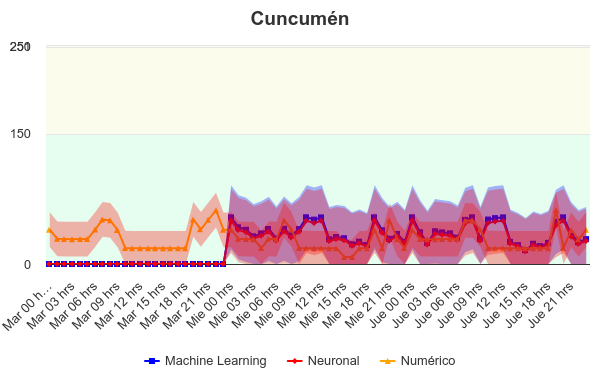 Cuncumén
250
150
0
Mar 00 h...
Mar 03 hrs
Mar 06 hrs
Mar 09 hrs
Mar 12 hrs
Mar 15 hrs
Mar 18 hrs
Mar 21 hrs
Mie 00 hrs
Mie 03 hrs
Mie 06 hrs
Mie 09 hrs
Mie 12 hrs
Mie 15 hrs
Mie 18 hrs
Mie 21 hrs
Jue 00 hrs
Jue 03 hrs
Jue 06 hrs
Jue 09 hrs
Jue 12 hrs
Jue 15 hrs
Jue 18 hrs
Jue 21 hrs
Machine Learning Neuronal Numérico